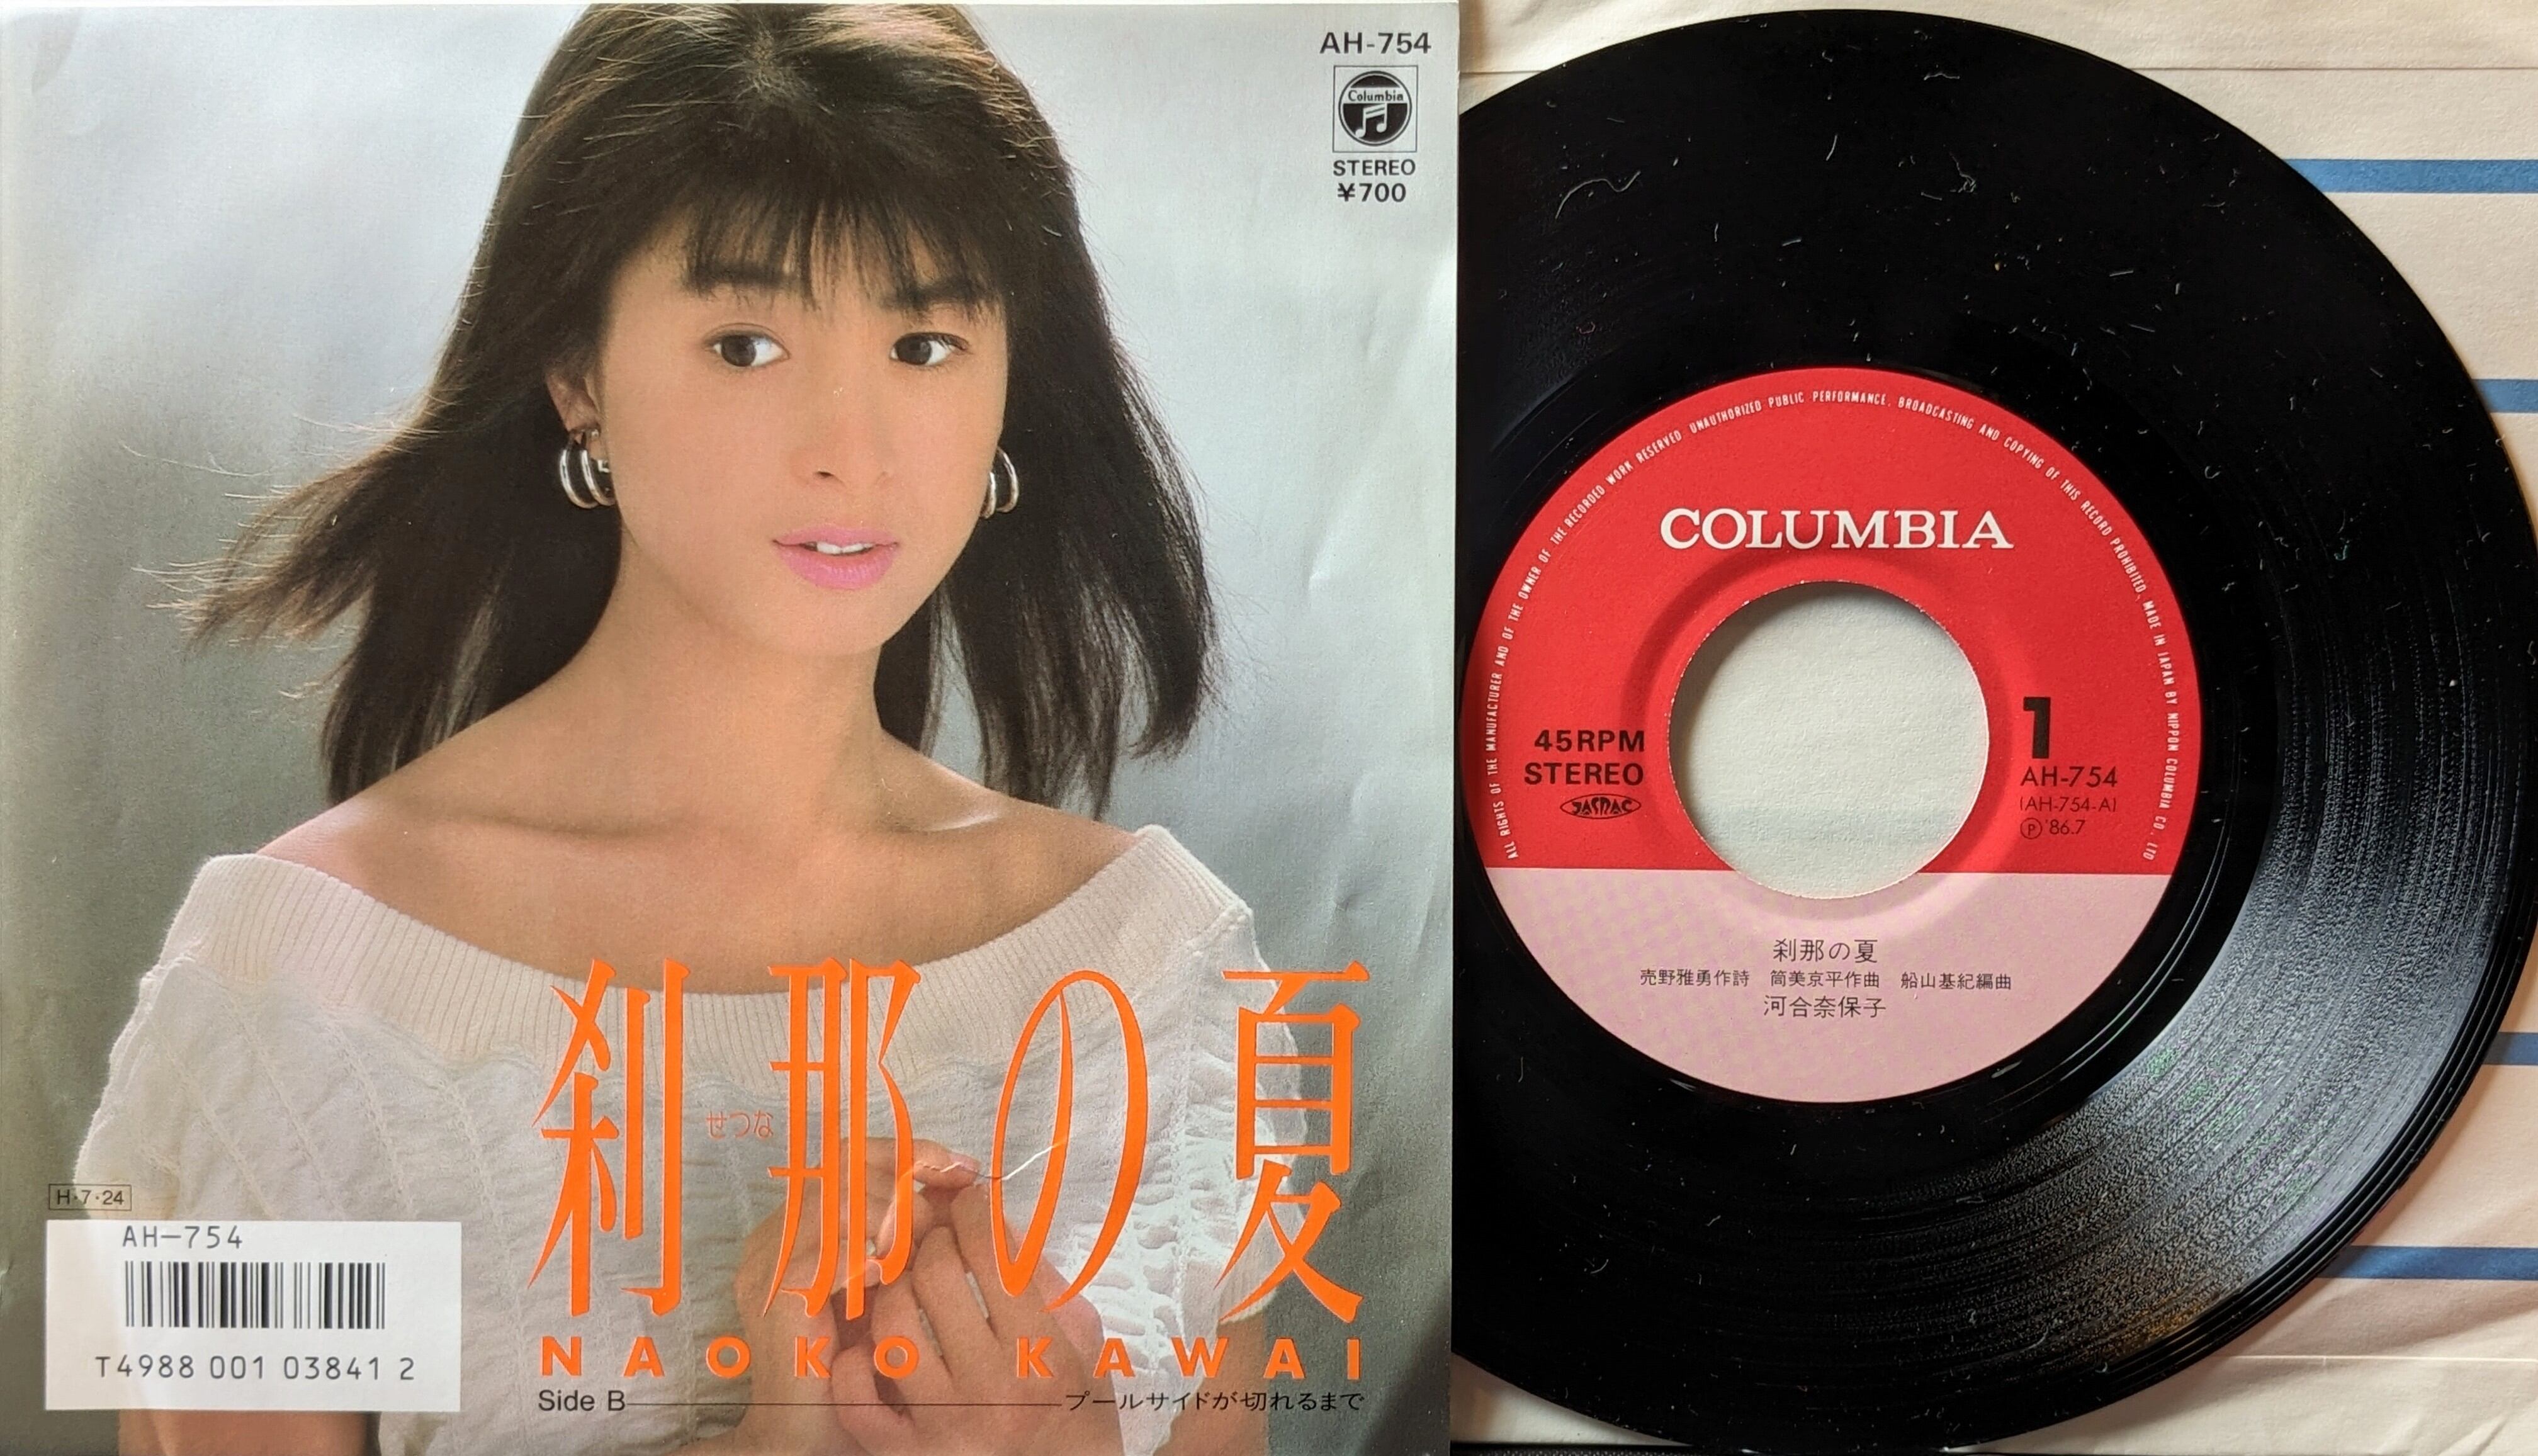 AH-754
Columbia
STEREO
¥700
刹那の夏
せつな
NAOKO KAWAI
Side B プールサイドが切れるまで
H·7·24
AH-754
T4988 001 03841 2
ALL RIGHTS OF THE MANUFACTURER AND OF THE OWNER OF THE RECORDED WORK RESERVED UNAUTHORIZED PUBLIC PERFORMANCE, BROADCASTING AND COPYING OF THIS RECORD PROHIBITED, MADE IN JAPAN BY NIPPON COLUMBIA CO. LTD
COLUMBIA
45RPM
STEREO
JASRAC
1
AH-754
(AH-754-A)
Ⓟ'86.7
刹那の夏
売野雅勇作詩 筒美京平作曲 船山基紀編曲
河合奈保子